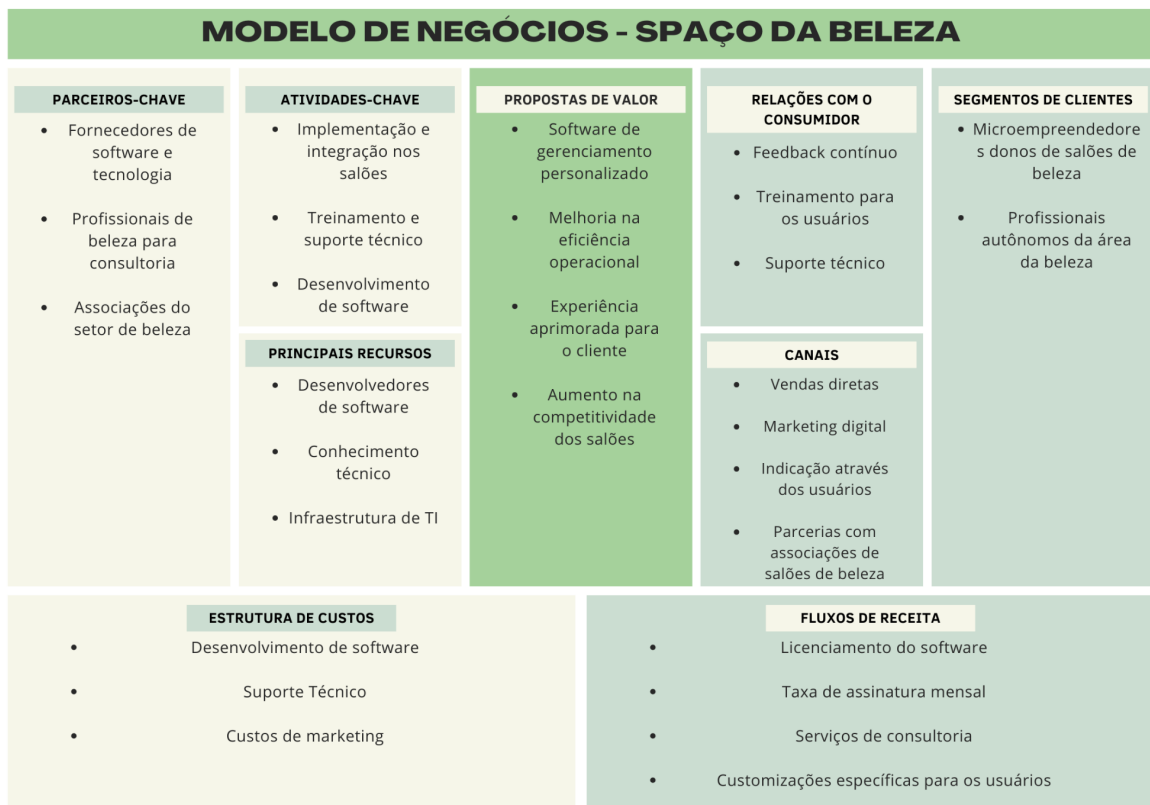 MODELO DE NEGÓCIOS - SPAÇO DA BELEZA
PARCEIROS-CHAVE
• Fornecedores de
software e
tecnologia
• Profissionais de
beleza para
consultoria
• Associações do
setor de beleza
ATIVIDADES-CHAVE
• Implementação e
integração nos
salões
• Treinamento e
suporte técnico
• Desenvolvimento
de software
PRINCIPAIS RECURSOS
• Desenvolvedores
de software
• Conhecimento
técnico
• Infraestrutura de TI
PROPOSTAS DE VALOR
• Software de
gerenciamento
personalizado
• Melhoria na
eficiência
operacional
• Experiência
aprimorada para
o cliente
• Aumento na
competitividade
dos salões
RELAÇÕES COM O
CONSUMIDOR
• Feedback contínuo
• Treinamento para
os usuários
• Suporte técnico
CANAIS
• Vendas diretas
• Marketing digital
• Indicação através
dos usuários
• Parcerias com
associações de
salões de beleza
SEGMENTOS DE CLIENTES
• Microempreendedore
s donos de salões de
beleza
• Profissionais
autônomos da área
da beleza
ESTRUTURA DE CUSTOS
• Desenvolvimento de software
• Suporte Técnico
• Custos de marketing
FLUXOS DE RECEITA
• Licenciamento do software
• Taxa de assinatura mensal
• Serviços de consultoria
• Customizações específicas para os usuários